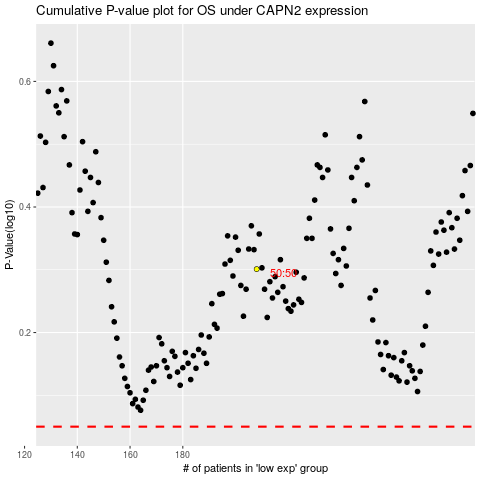 Cumulative P-value plot for OS under CAPN2 expression
P-Value(log10)
0.6
0.4
0.2
50:50
120 140 160 180
# of patients in 'low exp' group